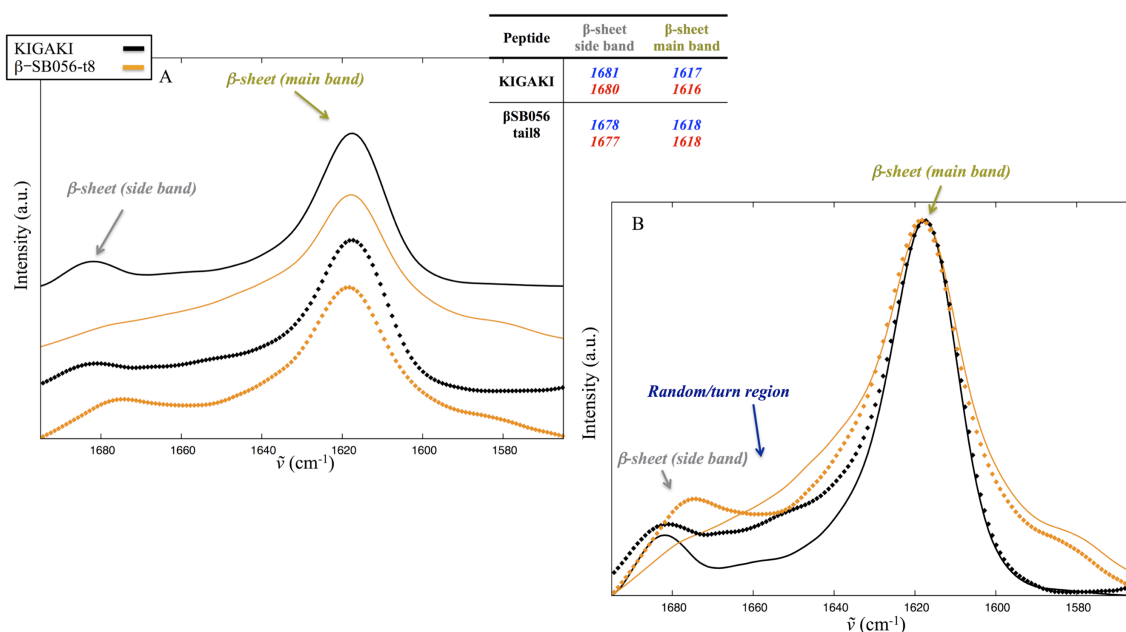 Peptide
β-sheet
side band
β-sheet
main band
KIGAKI
1681
1617
1680
1616
βSB056
tail8
1678
1618
1677
1618
KIGAKI
β−SB056-t8
A
β-sheet (main band)
β-sheet (side band)
Intensity (a.u.)
1680
1660
1640
1620
1600
1580
ṽ (cm⁻¹)
β-sheet (main band)
B
Random/turn region
β-sheet (side band)
Intensity (a.u.)
1680
1660
1640
1620
1600
1580
ṽ (cm⁻¹)